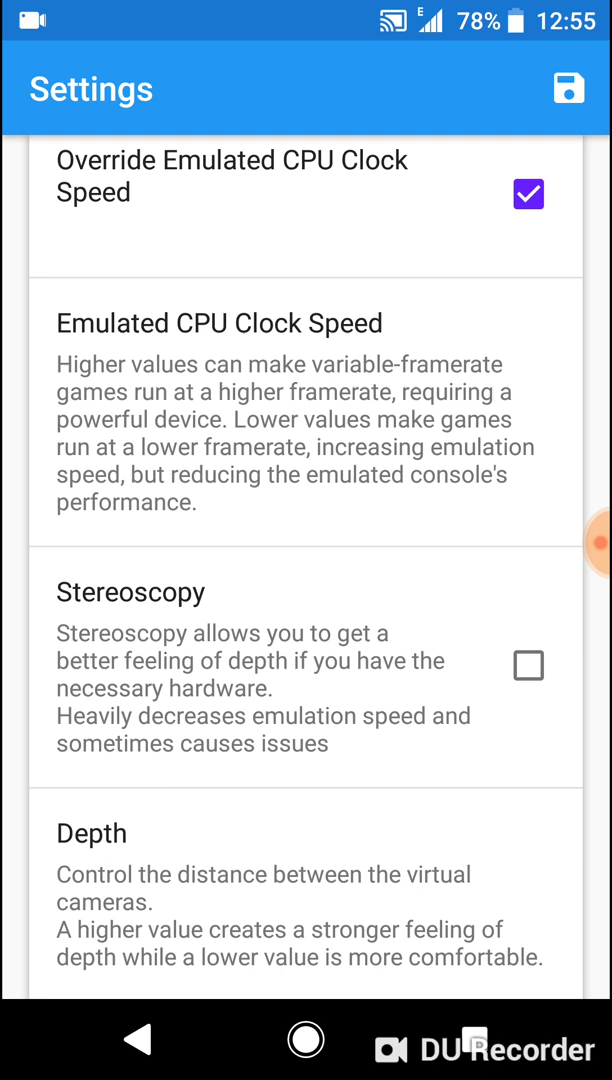 E 78% 12:55
Settings
Override Emulated CPU Clock
Speed
Emulated CPU Clock Speed
Higher values can make variable-framerate
games run at a higher framerate, requiring a
powerful device. Lower values make games
run at a lower framerate, increasing emulation
speed, but reducing the emulated console's
performance.
Stereoscopy
Stereoscopy allows you to get a
better feeling of depth if you have the
necessary hardware.
Heavily decreases emulation speed and
sometimes causes issues
Depth
Control the distance between the virtual
cameras.
A higher value creates a stronger feeling of
depth while a lower value is more comfortable.
DU Recorder